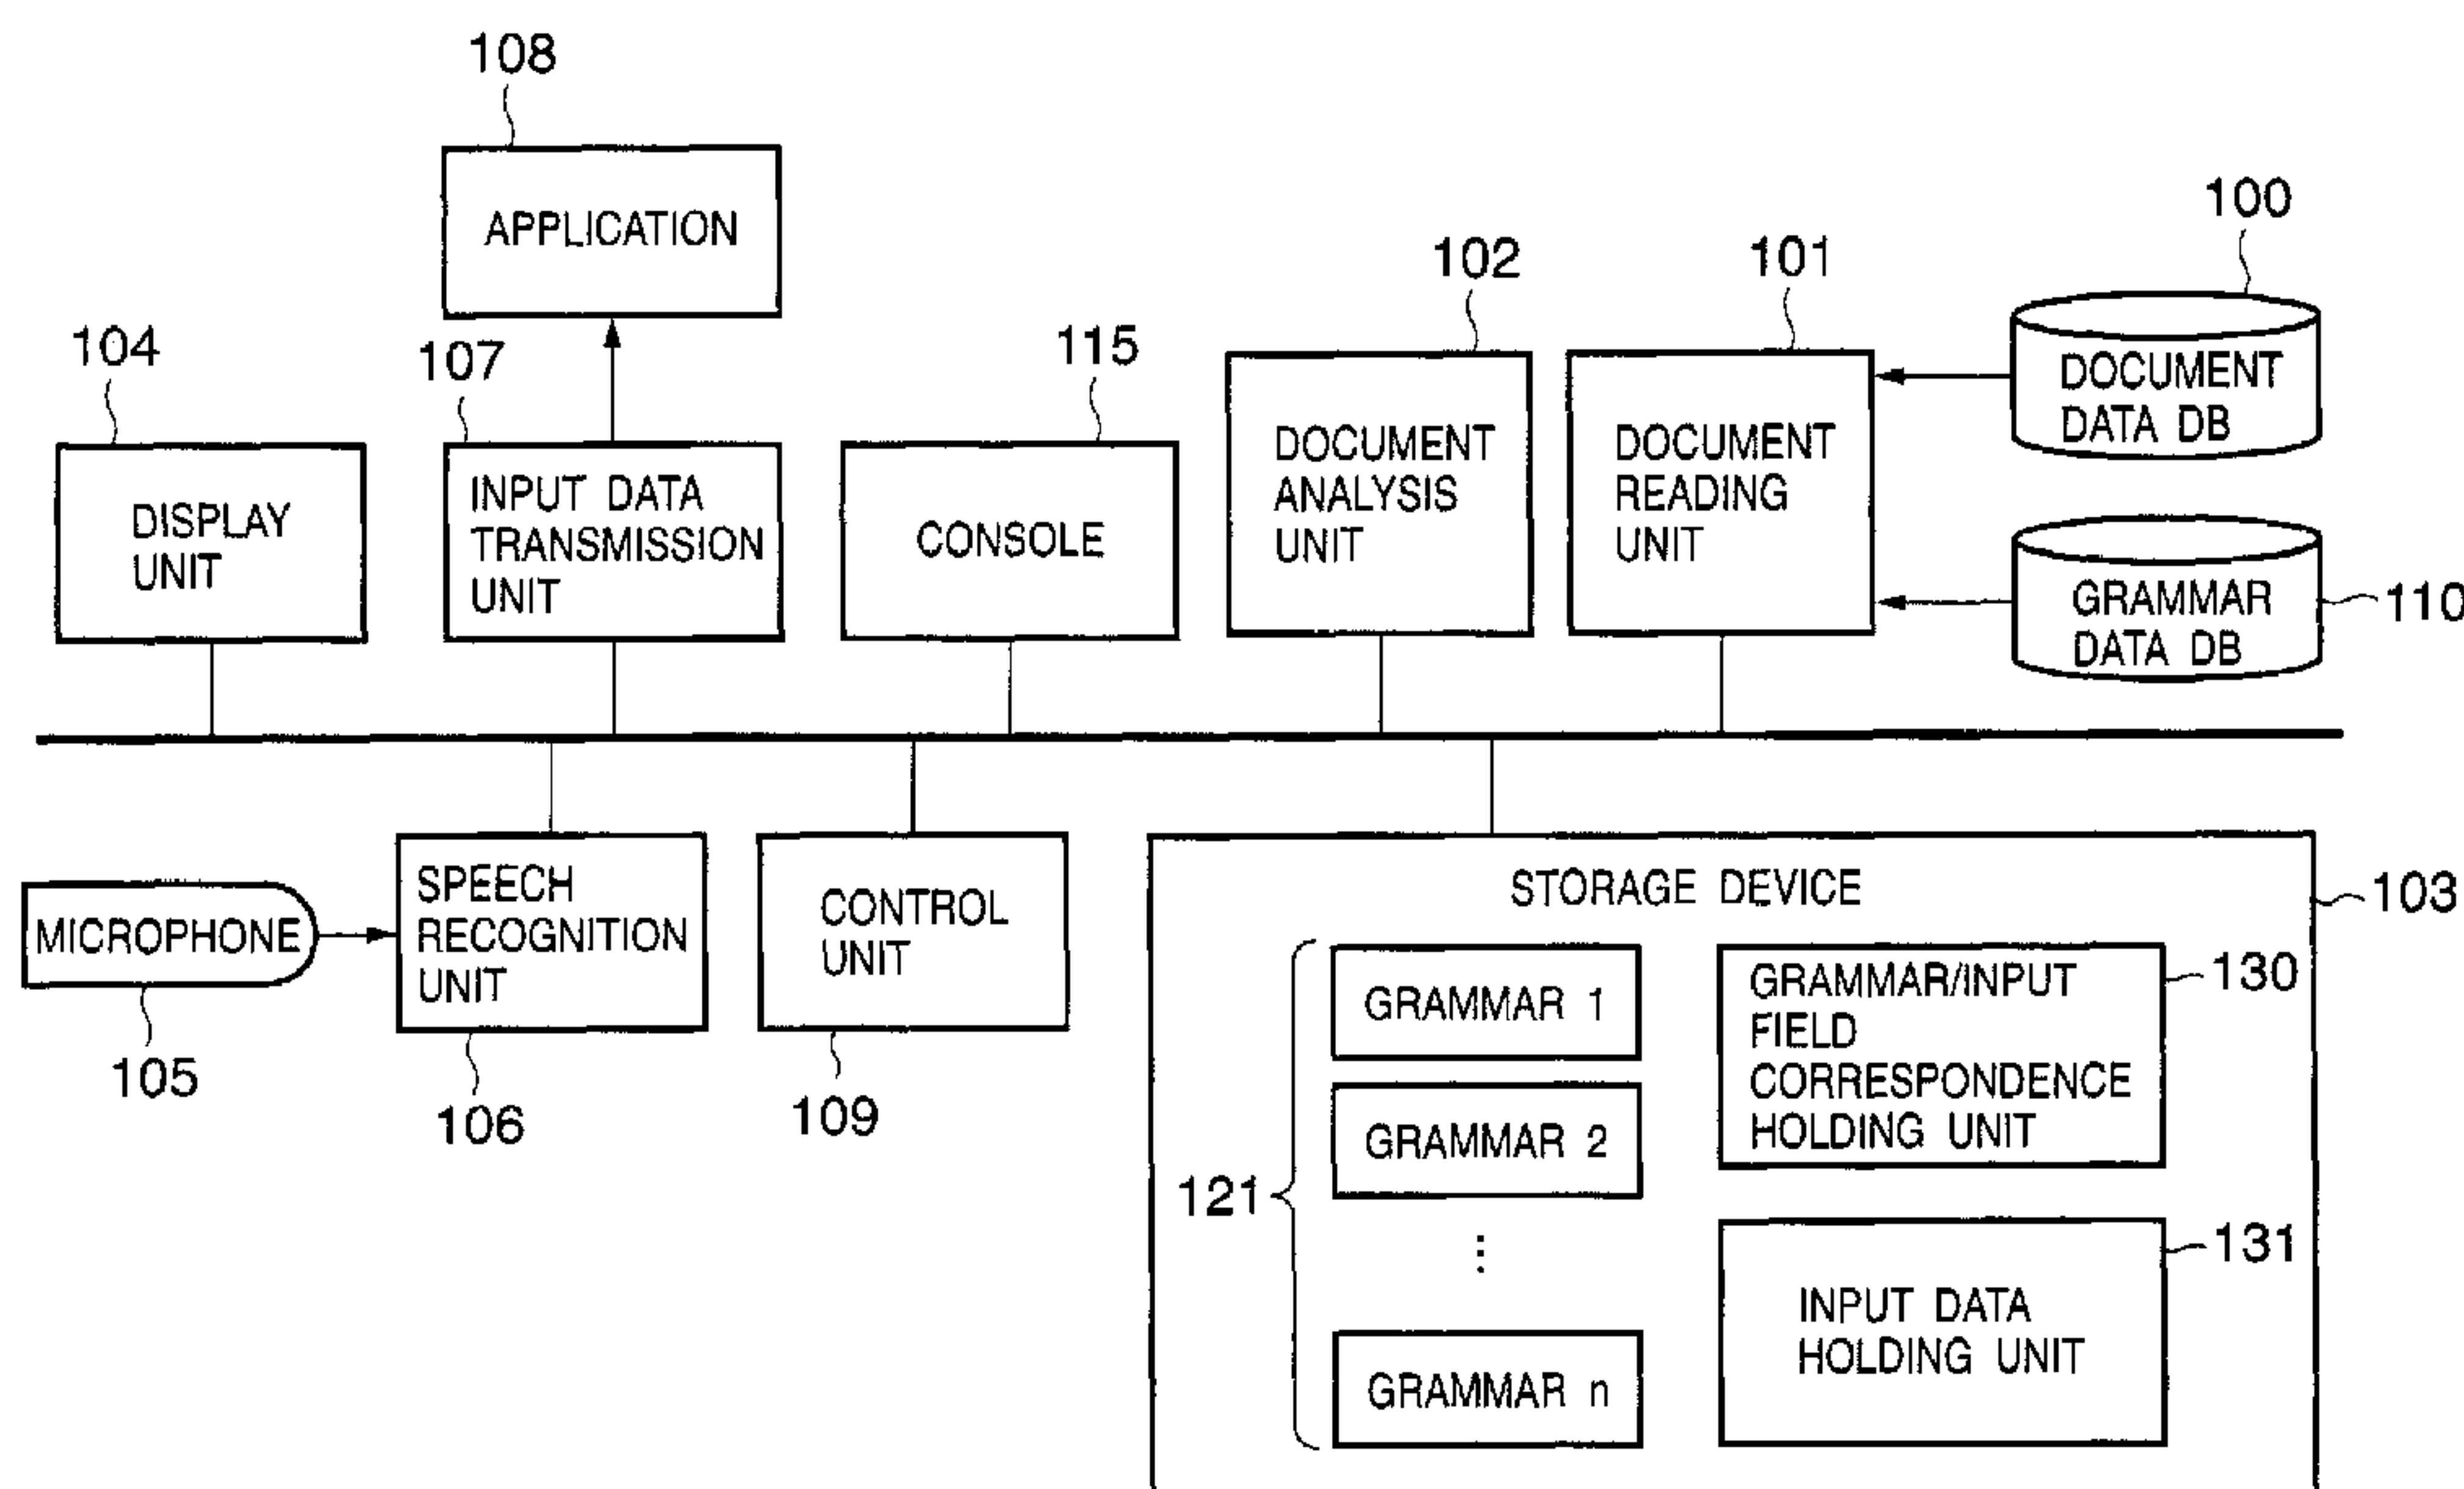 108
APPLICATION
104
DISPLAY
UNIT
107
INPUT DATA
TRANSMISSION
UNIT
115
CONSOLE
102
DOCUMENT
ANALYSIS
UNIT
101
DOCUMENT
READING
UNIT
100
DOCUMENT
DATA DB
GRAMMAR
DATA DB
110
MICROPHONE
105
SPEECH
RECOGNITION
UNIT
106
CONTROL
UNIT
109
STORAGE DEVICE
103
121
GRAMMAR 1
GRAMMAR 2
⋮
GRAMMAR n
GRAMMAR/INPUT
FIELD
CORRESPONDENCE
HOLDING UNIT
130
INPUT DATA
HOLDING UNIT
131